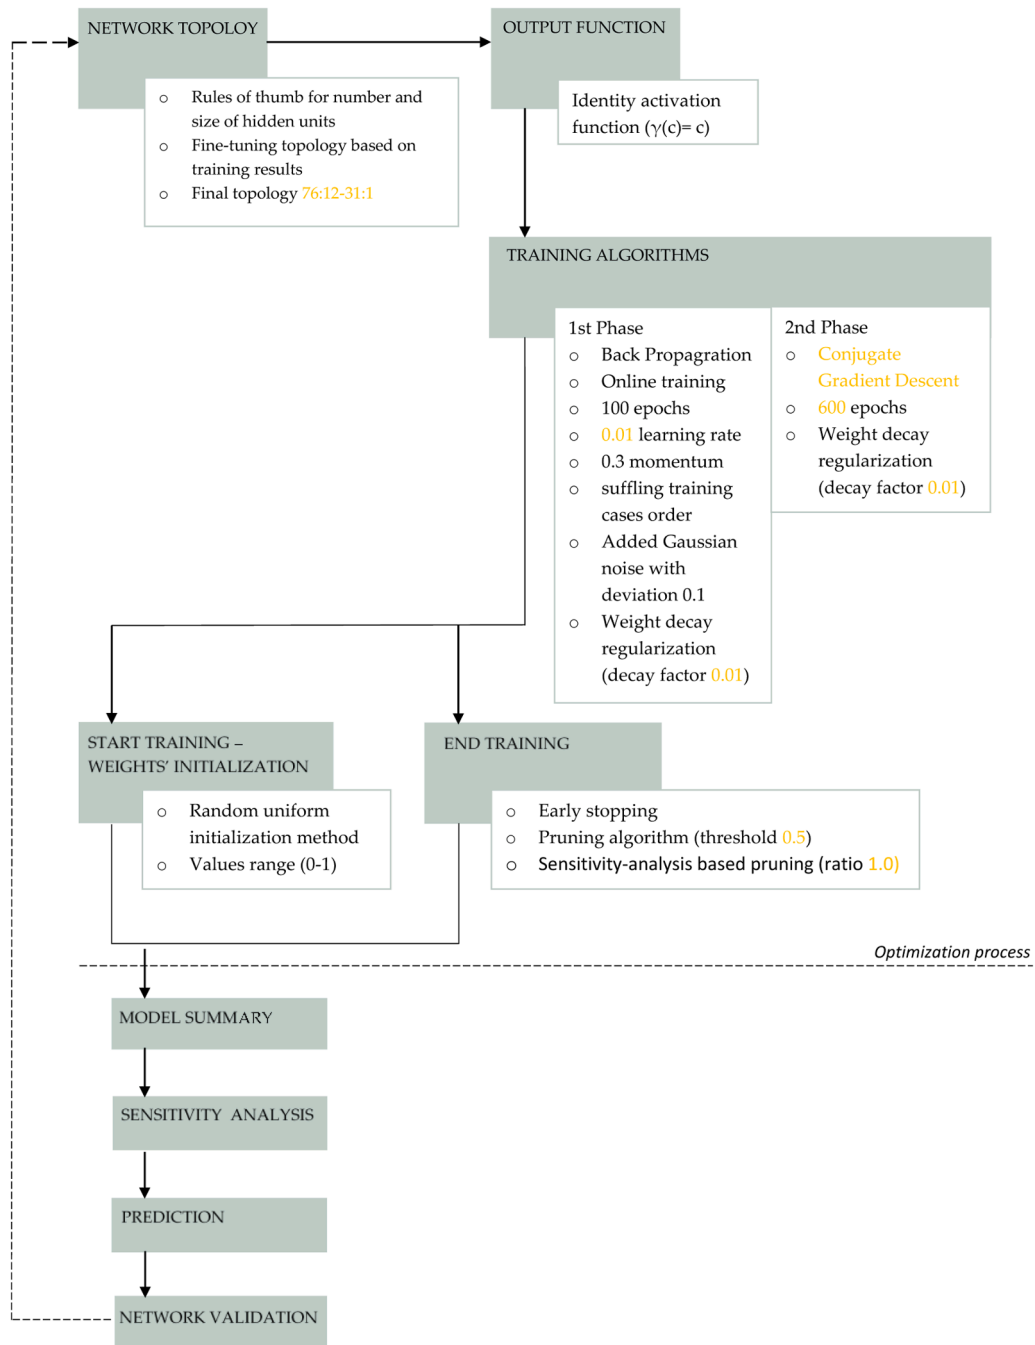 NETWORK TOPOLOY
○ Rules of thumb for number and
size of hidden units
○ Fine-tuning topology based on
training results
○ Final topology 76:12-31:1
OUTPUT FUNCTION
Identity activation
function (γ(c)= c)
TRAINING ALGORITHMS
1st Phase
○ Back Propagration
○ Online training
○ 100 epochs
○ 0.01 learning rate
○ 0.3 momentum
○ suffling training
cases order
○ Added Gaussian
noise with
deviation 0.1
○ Weight decay
regularization
(decay factor 0.01)
2nd Phase
○ Conjugate
Gradient Descent
○ 600 epochs
○ Weight decay
regularization
(decay factor 0.01)
START TRAINING –
WEIGHTS’ INITIALIZATION
○ Random uniform
initialization method
○ Values range (0-1)
END TRAINING
○ Early stopping
○ Pruning algorithm (threshold 0.5)
○ Sensitivity-analysis based pruning (ratio 1.0)
Optimization process
MODEL SUMMARY
SENSITIVITY ANALYSIS
PREDICTION
NETWORK VALIDATION